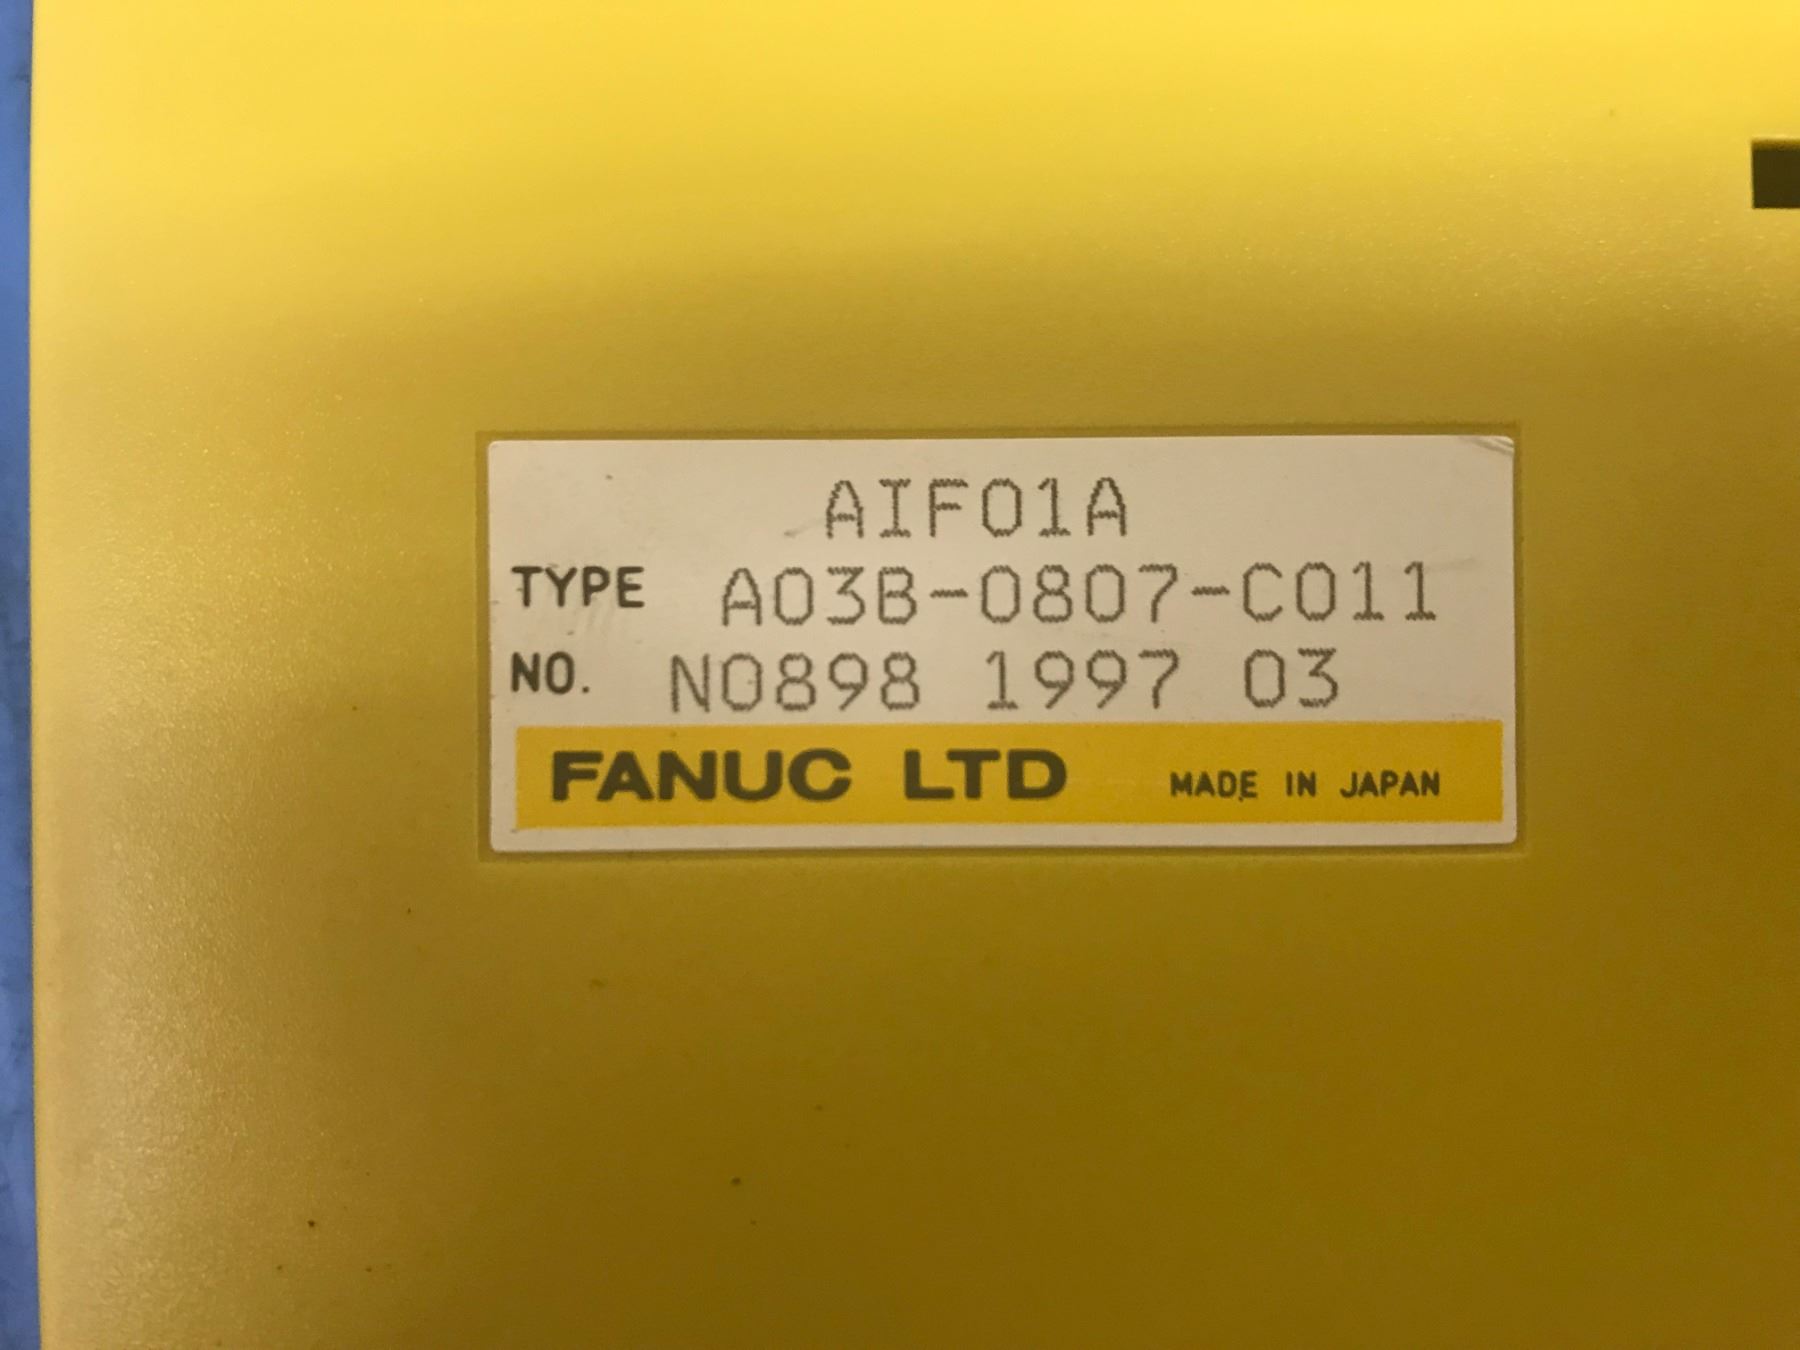 AIF01A
TYPE A03B-0807-C011
NO. N0898 1997 03
FANUC LTD MADE IN JAPAN